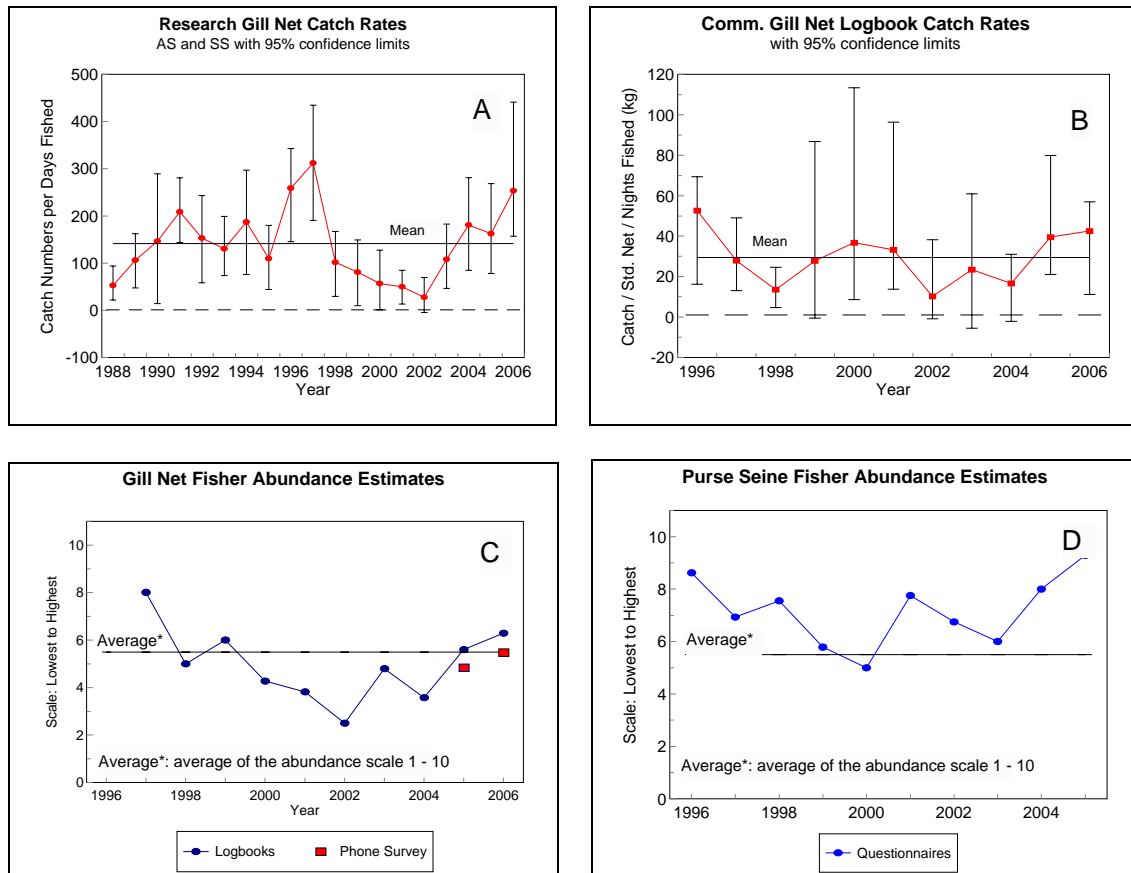 Research Gill Net Catch Rates
AS and SS with 95% confidence limits
A
Catch Numbers per Days Fished
500
400
300
200
100
0
-100
Mean
1988 1990 1992 1994 1996 1998 2000 2002 2004 2006
Year
Comm. Gill Net Logbook Catch Rates
with 95% confidence limits
B
Catch / Std. Net / Nights Fished (kg)
120
100
80
60
40
20
0
-20
Mean
1996 1998 2000 2002 2004 2006
Year
Gill Net Fisher Abundance Estimates
C
Scale: Lowest to Highest
10
8
6
4
2
0
Average*
Average*: average of the abundance scale 1 - 10
1996 1998 2000 2002 2004 2006
Year
Logbooks Phone Survey
Purse Seine Fisher Abundance Estimates
D
Scale: Lowest to Highest
10
8
6
4
2
0
Average*
Average*: average of the abundance scale 1 - 10
1996 1998 2000 2002 2004
Questionnaires